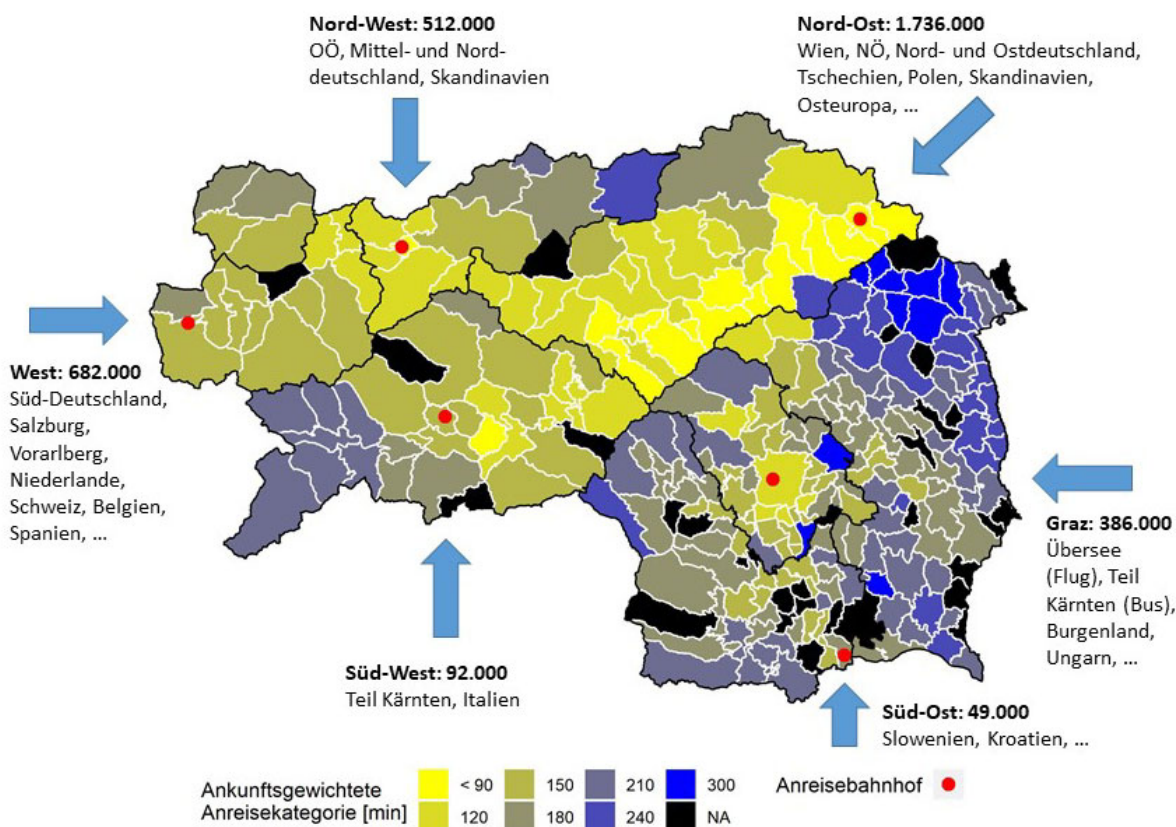 Nord-West: 512.000
OÖ, Mittel- und Nord-
deutschland, Skandinavien
Nord-Ost: 1.736.000
Wien, NÖ, Nord- und Ostdeutschland,
Tschechien, Polen, Skandinavien,
Osteuropa, ...
West: 682.000
Süd-Deutschland,
Salzburg,
Vorarlberg,
Niederlande,
Schweiz, Belgien,
Spanien, ...
Graz: 386.000
Übersee
(Flug), Teil
Kärnten (Bus),
Burgenland,
Ungarn, ...
Süd-West: 92.000
Teil Kärnten, Italien
Süd-Ost: 49.000
Slowenien, Kroatien, ...
Ankunftsgewichtete
Anreisekategorie [min]
< 90
120
150
180
210
240
300
NA
Anreisebahnhof